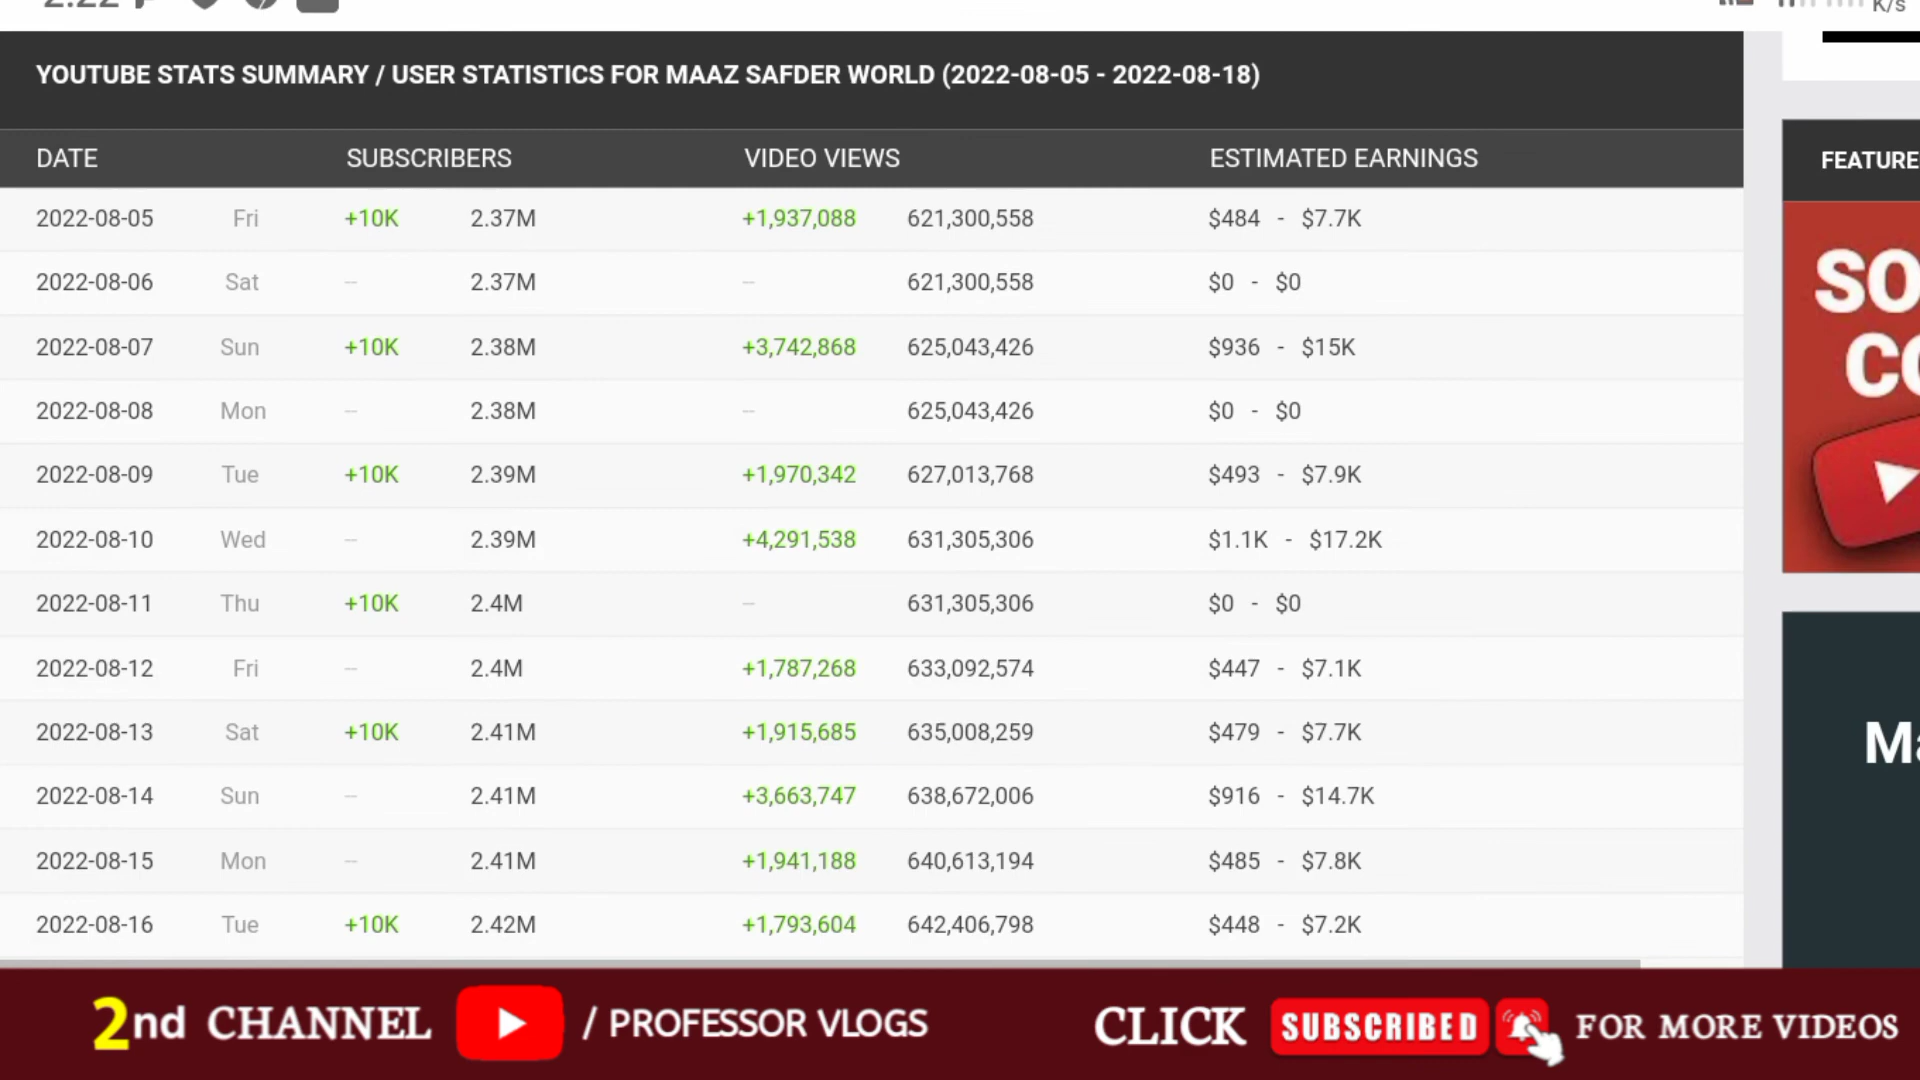 2:22
K/s
YOUTUBE STATS SUMMARY / USER STATISTICS FOR MAAZ SAFDER WORLD (2022-08-05 - 2022-08-18)
DATE SUBSCRIBERS VIDEO VIEWS ESTIMATED EARNINGS
2022-08-05 Fri +10K 2.37M +1,937,088 621,300,558 $484 - $7.7K
2022-08-06 Sat -- 2.37M -- 621,300,558 $0 - $0
2022-08-07 Sun +10K 2.38M +3,742,868 625,043,426 $936 - $15K
2022-08-08 Mon -- 2.38M -- 625,043,426 $0 - $0
2022-08-09 Tue +10K 2.39M +1,970,342 627,013,768 $493 - $7.9K
2022-08-10 Wed -- 2.39M +4,291,538 631,305,306 $1.1K - $17.2K
2022-08-11 Thu +10K 2.4M -- 631,305,306 $0 - $0
2022-08-12 Fri -- 2.4M +1,787,268 633,092,574 $447 - $7.1K
2022-08-13 Sat +10K 2.41M +1,915,685 635,008,259 $479 - $7.7K
2022-08-14 Sun -- 2.41M +3,663,747 638,672,006 $916 - $14.7K
2022-08-15 Mon -- 2.41M +1,941,188 640,613,194 $485 - $7.8K
2022-08-16 Tue +10K 2.42M +1,793,604 642,406,798 $448 - $7.2K
FEATURE
SO
CO
Ma
2nd CHANNEL / PROFESSOR VLOGS
CLICK SUBSCRIBED FOR MORE VIDEOS